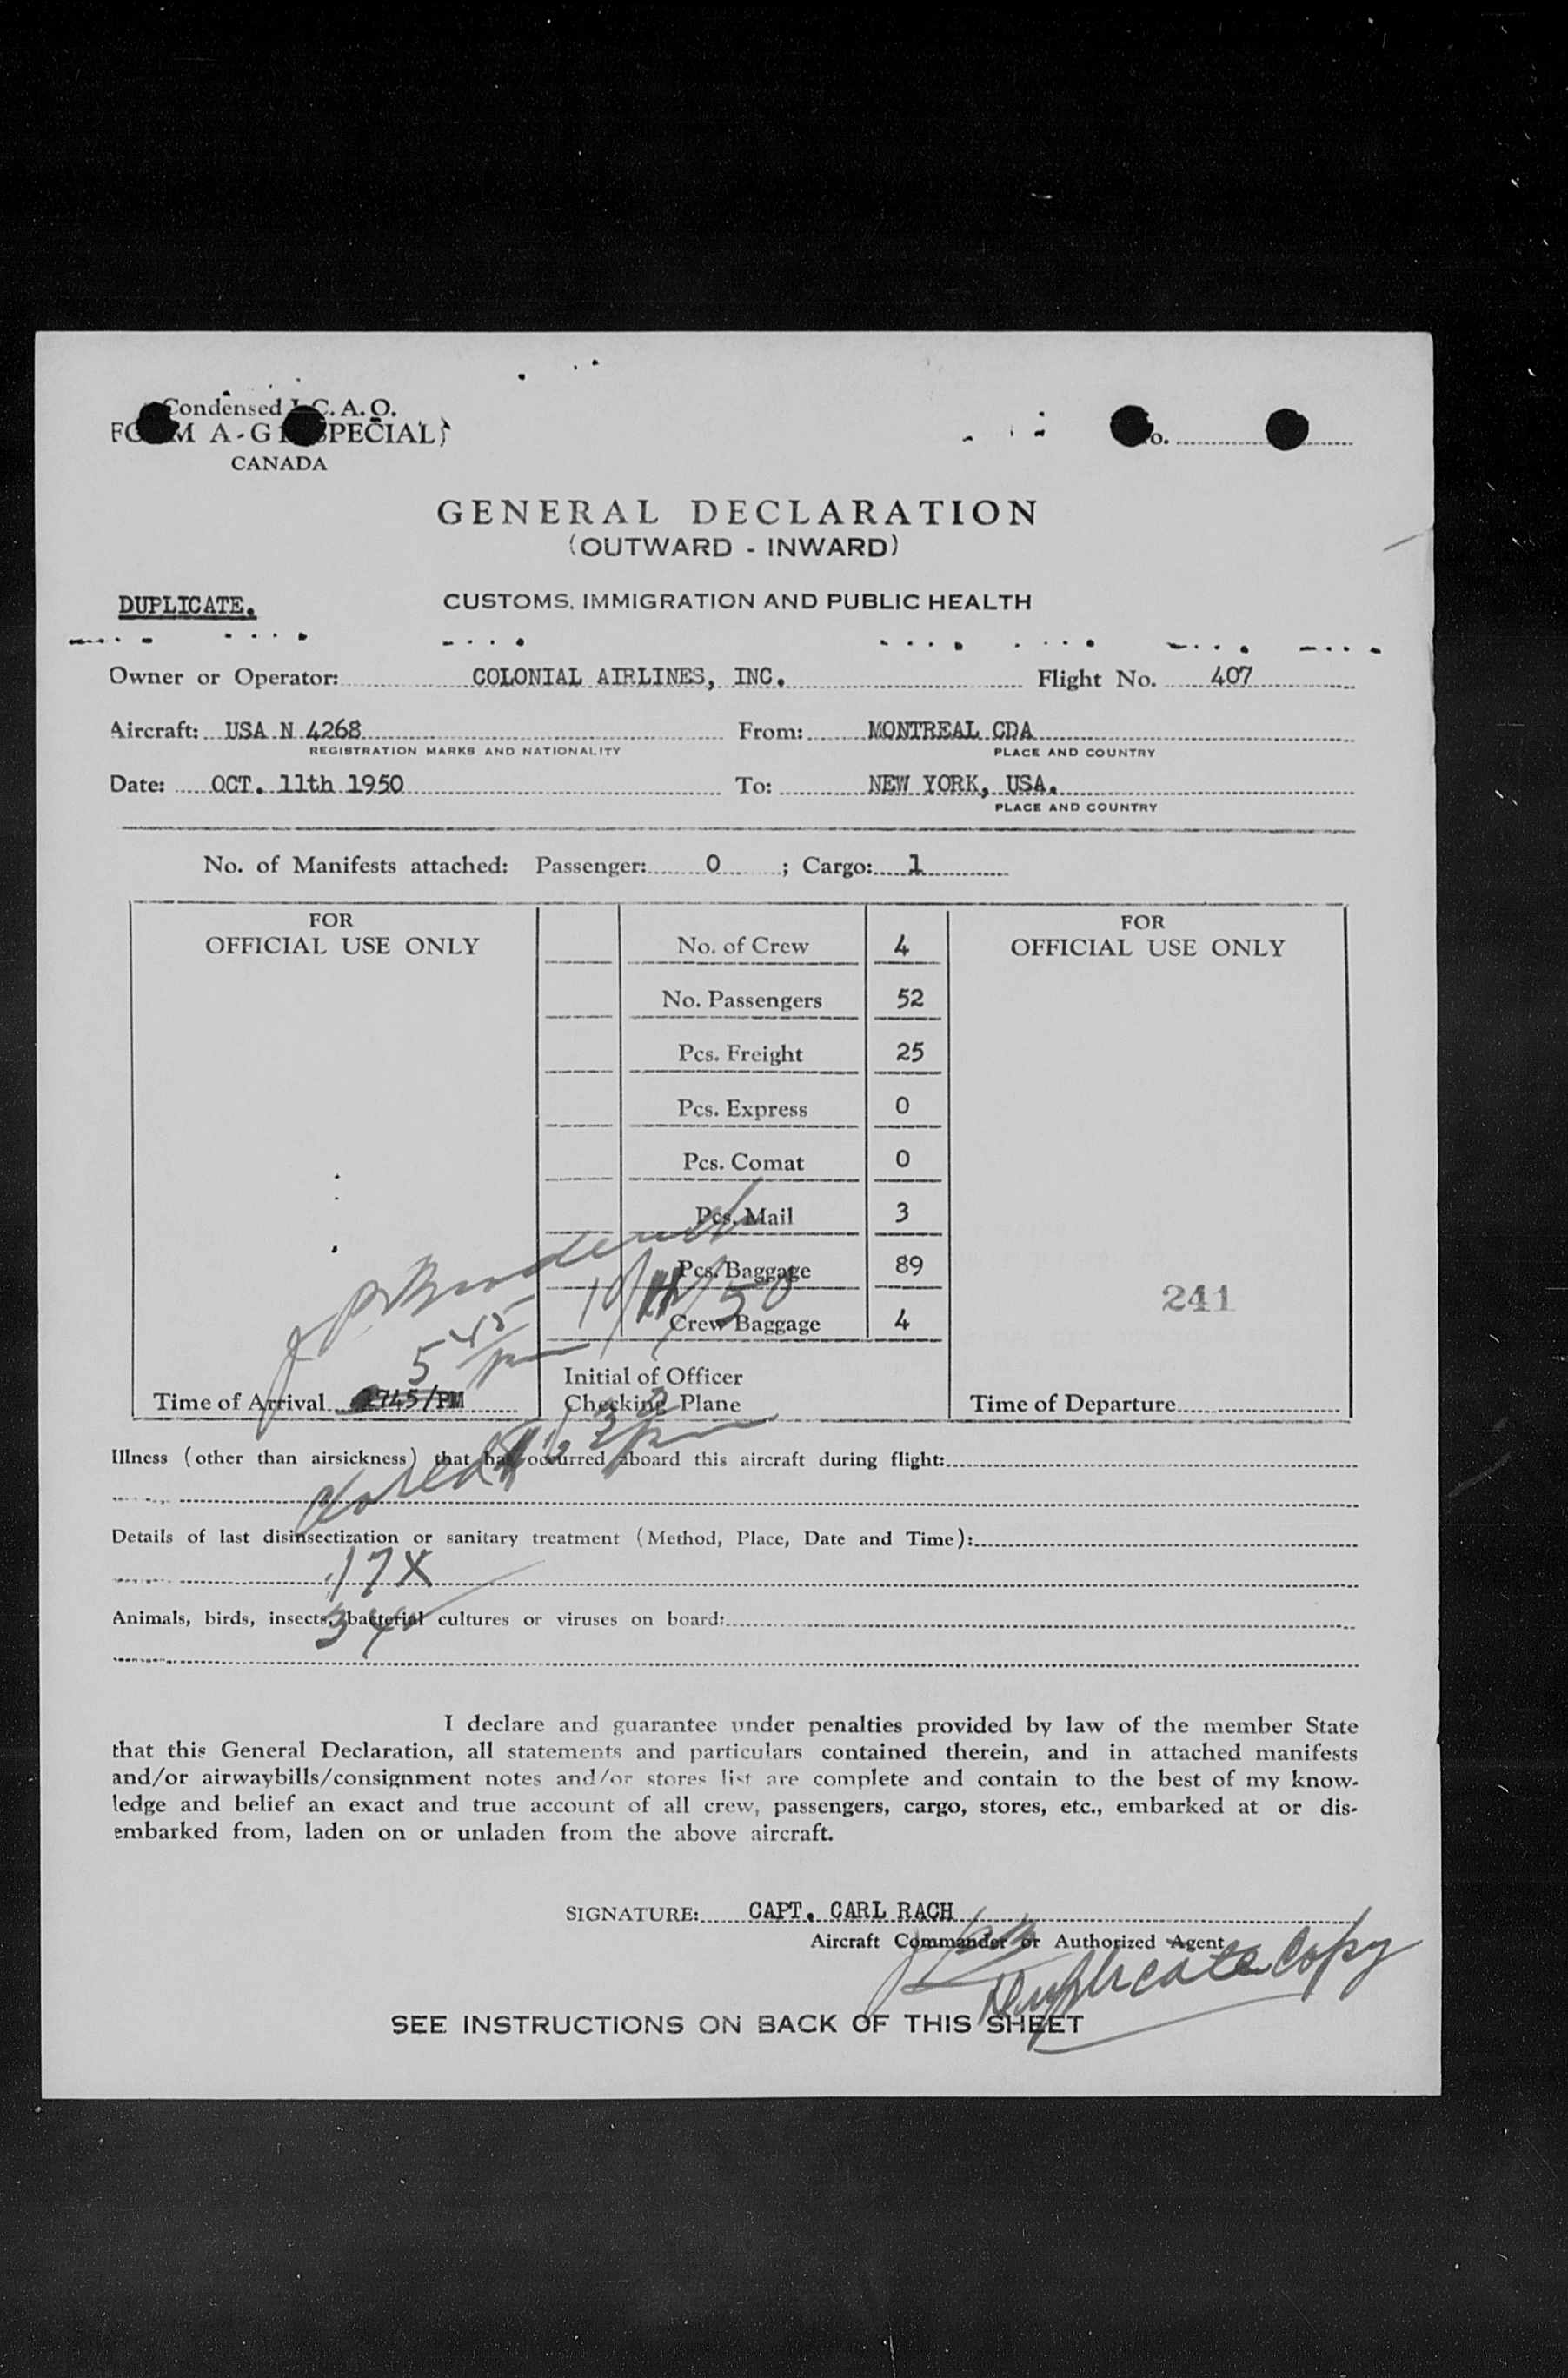 Condensed I.C.A.O.
FORM A-G1 (SPECIAL)
CANADA
No.
GENERAL DECLARATION
(OUTWARD - INWARD)
DUPLICATE.
CUSTOMS, IMMIGRATION AND PUBLIC HEALTH
Owner or Operator: COLONIAL AIRLINES, INC. Flight No. 407
Aircraft: USA N 4268 From: MONTREAL CDA
REGISTRATION MARKS AND NATIONALITY PLACE AND COUNTRY
Date: OCT. 11th 1950 To: NEW YORK, USA.
PLACE AND COUNTRY
No. of Manifests attached: Passenger: 0 ; Cargo: 1
FOR
OFFICIAL USE ONLY
No. of Crew 4
No. Passengers 52
Pcs. Freight 25
Pcs. Express 0
Pcs. Comat 0
Pcs. Mail 3
Pcs. Baggage 89
Crew Baggage 4
10/11/50
5 45 pm
Time of Arrival 1745/PM
Initial of Officer
Checking Plane
FOR
OFFICIAL USE ONLY
241
Time of Departure
Illness (other than airsickness) that has occurred aboard this aircraft during flight:
Details of last disinsectization or sanitary treatment (Method, Place, Date and Time):
17X
Animals, birds, insects, bacterial cultures or viruses on board:
34
I declare and guarantee under penalties provided by law of the member State
that this General Declaration, all statements and particulars contained therein, and in attached manifests
and/or airwaybills/consignment notes and/or stores list are complete and contain to the best of my know-
ledge and belief an exact and true account of all crew, passengers, cargo, stores, etc., embarked at or dis-
embarked from, laden on or unladen from the above aircraft.
SIGNATURE: CAPT. CARL RACH
Aircraft Commander or Authorized Agent
Duplicate Copy
SEE INSTRUCTIONS ON BACK OF THIS SHEET